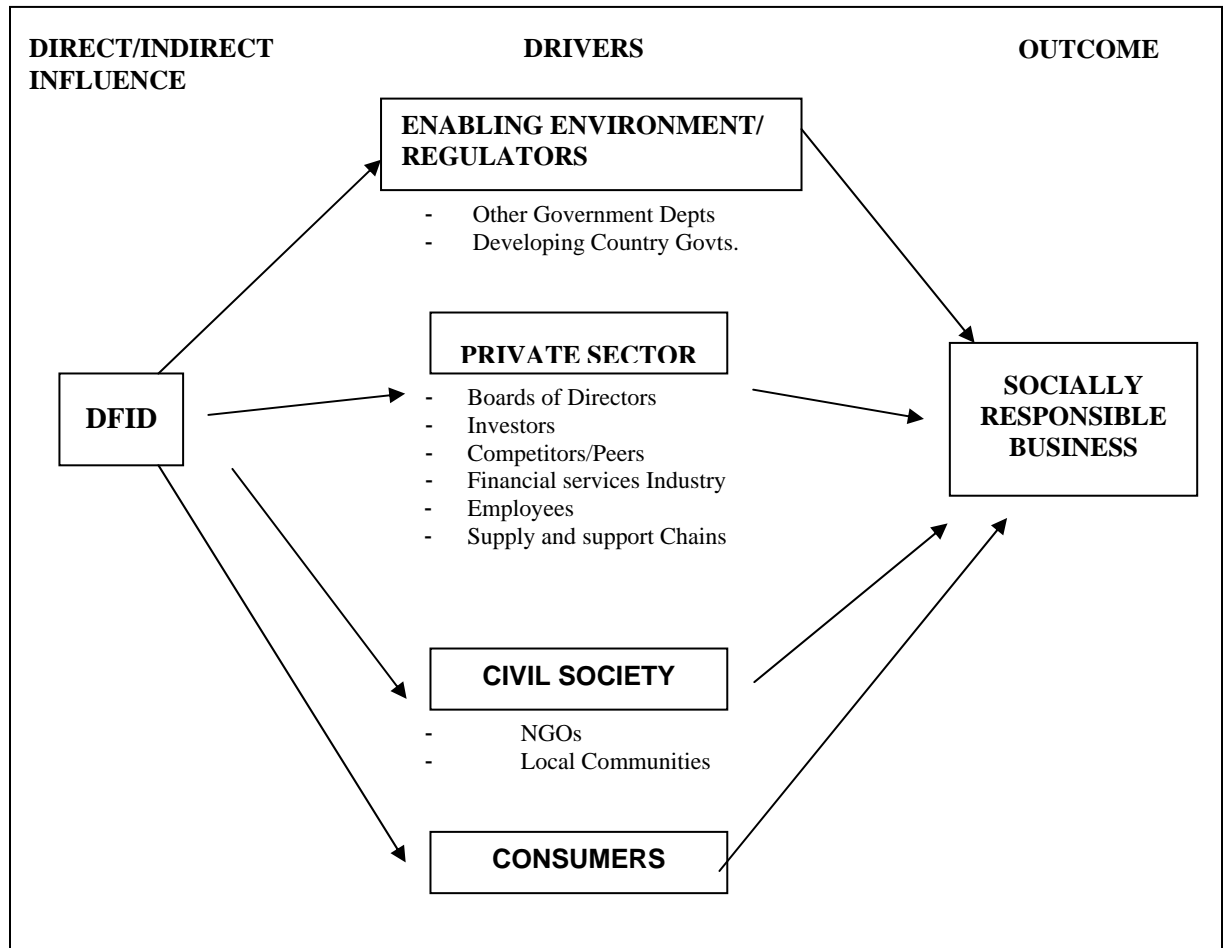 DIRECT/INDIRECT
INFLUENCE
DRIVERS
OUTCOME
ENABLING ENVIRONMENT/
REGULATORS
- Other Government Depts
- Developing Country Govts.
PRIVATE SECTOR
- Boards of Directors
- Investors
- Competitors/Peers
- Financial services Industry
- Employees
- Supply and support Chains
DFID
SOCIALLY
RESPONSIBLE
BUSINESS
CIVIL SOCIETY
- NGOs
- Local Communities
CONSUMERS